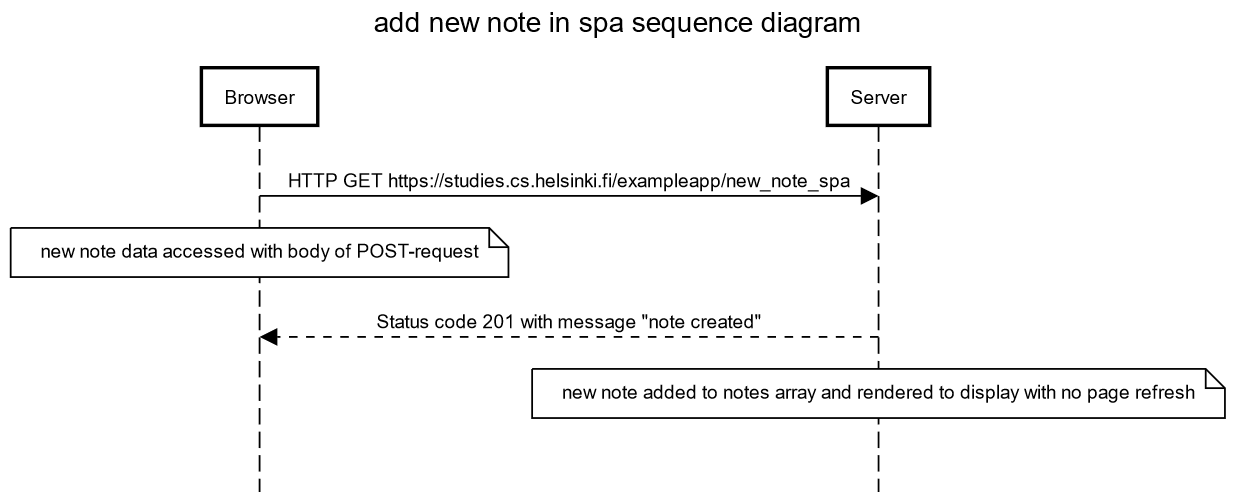 add new note in spa sequence diagram
Browser
Server
HTTP GET https://studies.cs.helsinki.fi/exampleapp/new_note_spa
new note data accessed with body of POST-request
Status code 201 with message "note created"
new note added to notes array and rendered to display with no page refresh